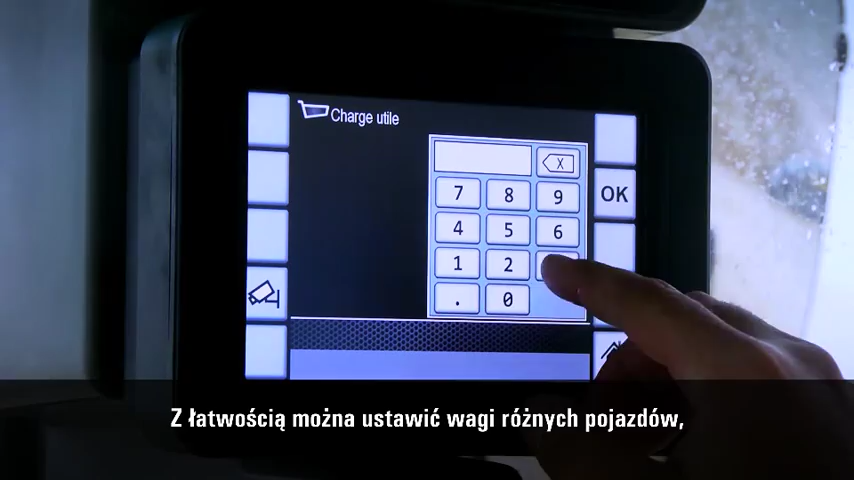 Charge utile
X
7 8 9
OK
4 5 6
1 2
. 0
Z łatwością można ustawić wagi różnych pojazdów,